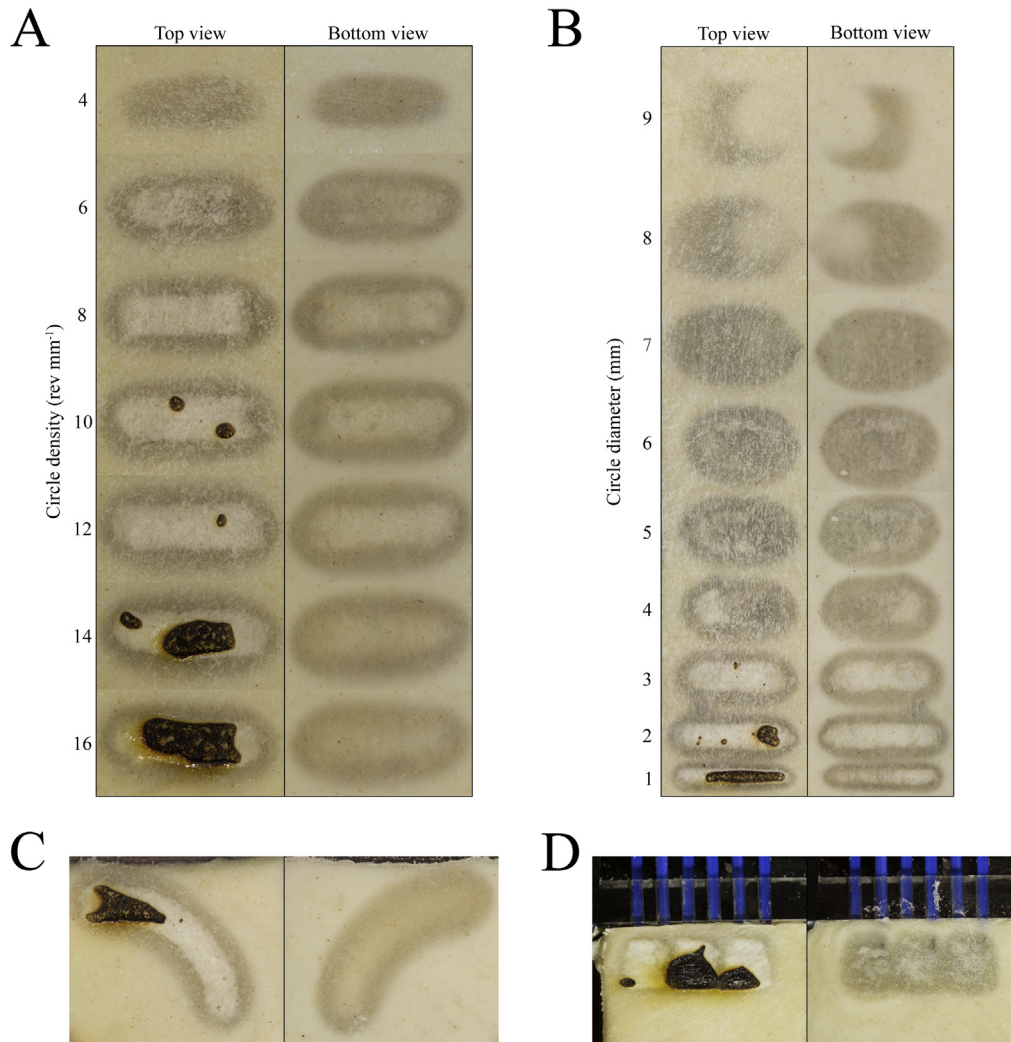 A
Top view
Bottom view
Circle density (rev mm⁻¹)
4
6
8
10
12
14
16
B
Top view
Bottom view
Circle diameter (mm)
9
8
7
6
5
4
3
2
1
C
D